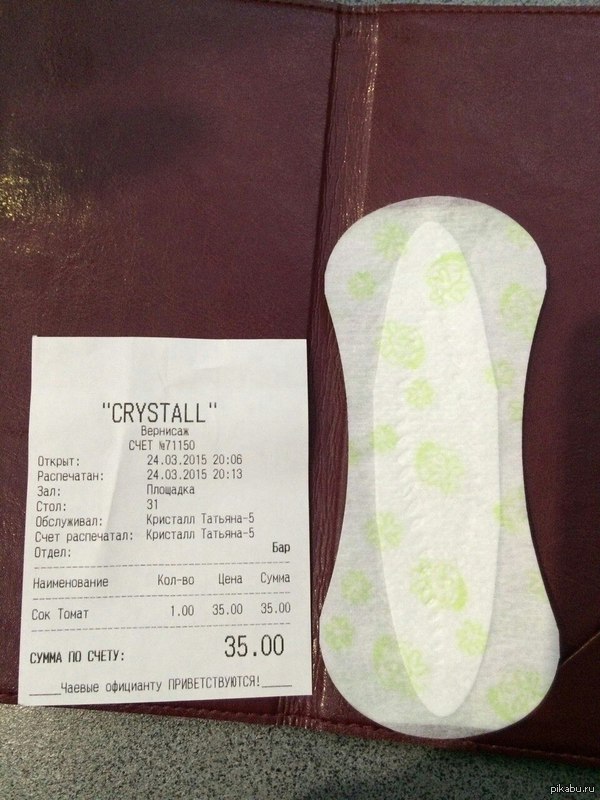 "CRYSTALL"
Вернисаж
СЧЕТ №71150
Открыт: 24.03.2015 20:06
Распечатан: 24.03.2015 20:13
Зал: Площадка
Стол: 31
Обслуживал: Кристалл Татьяна-5
Счет распечатал: Кристалл Татьяна-5
Отдел: Бар
Наименование Кол-во Цена Сумма
Сок Томат 1.00 35.00 35.00
СУММА ПО СЧЕТУ: 35.00
_____Чаевые официанту ПРИВЕТСТВУЮТСЯ!_____
pikabu.ru